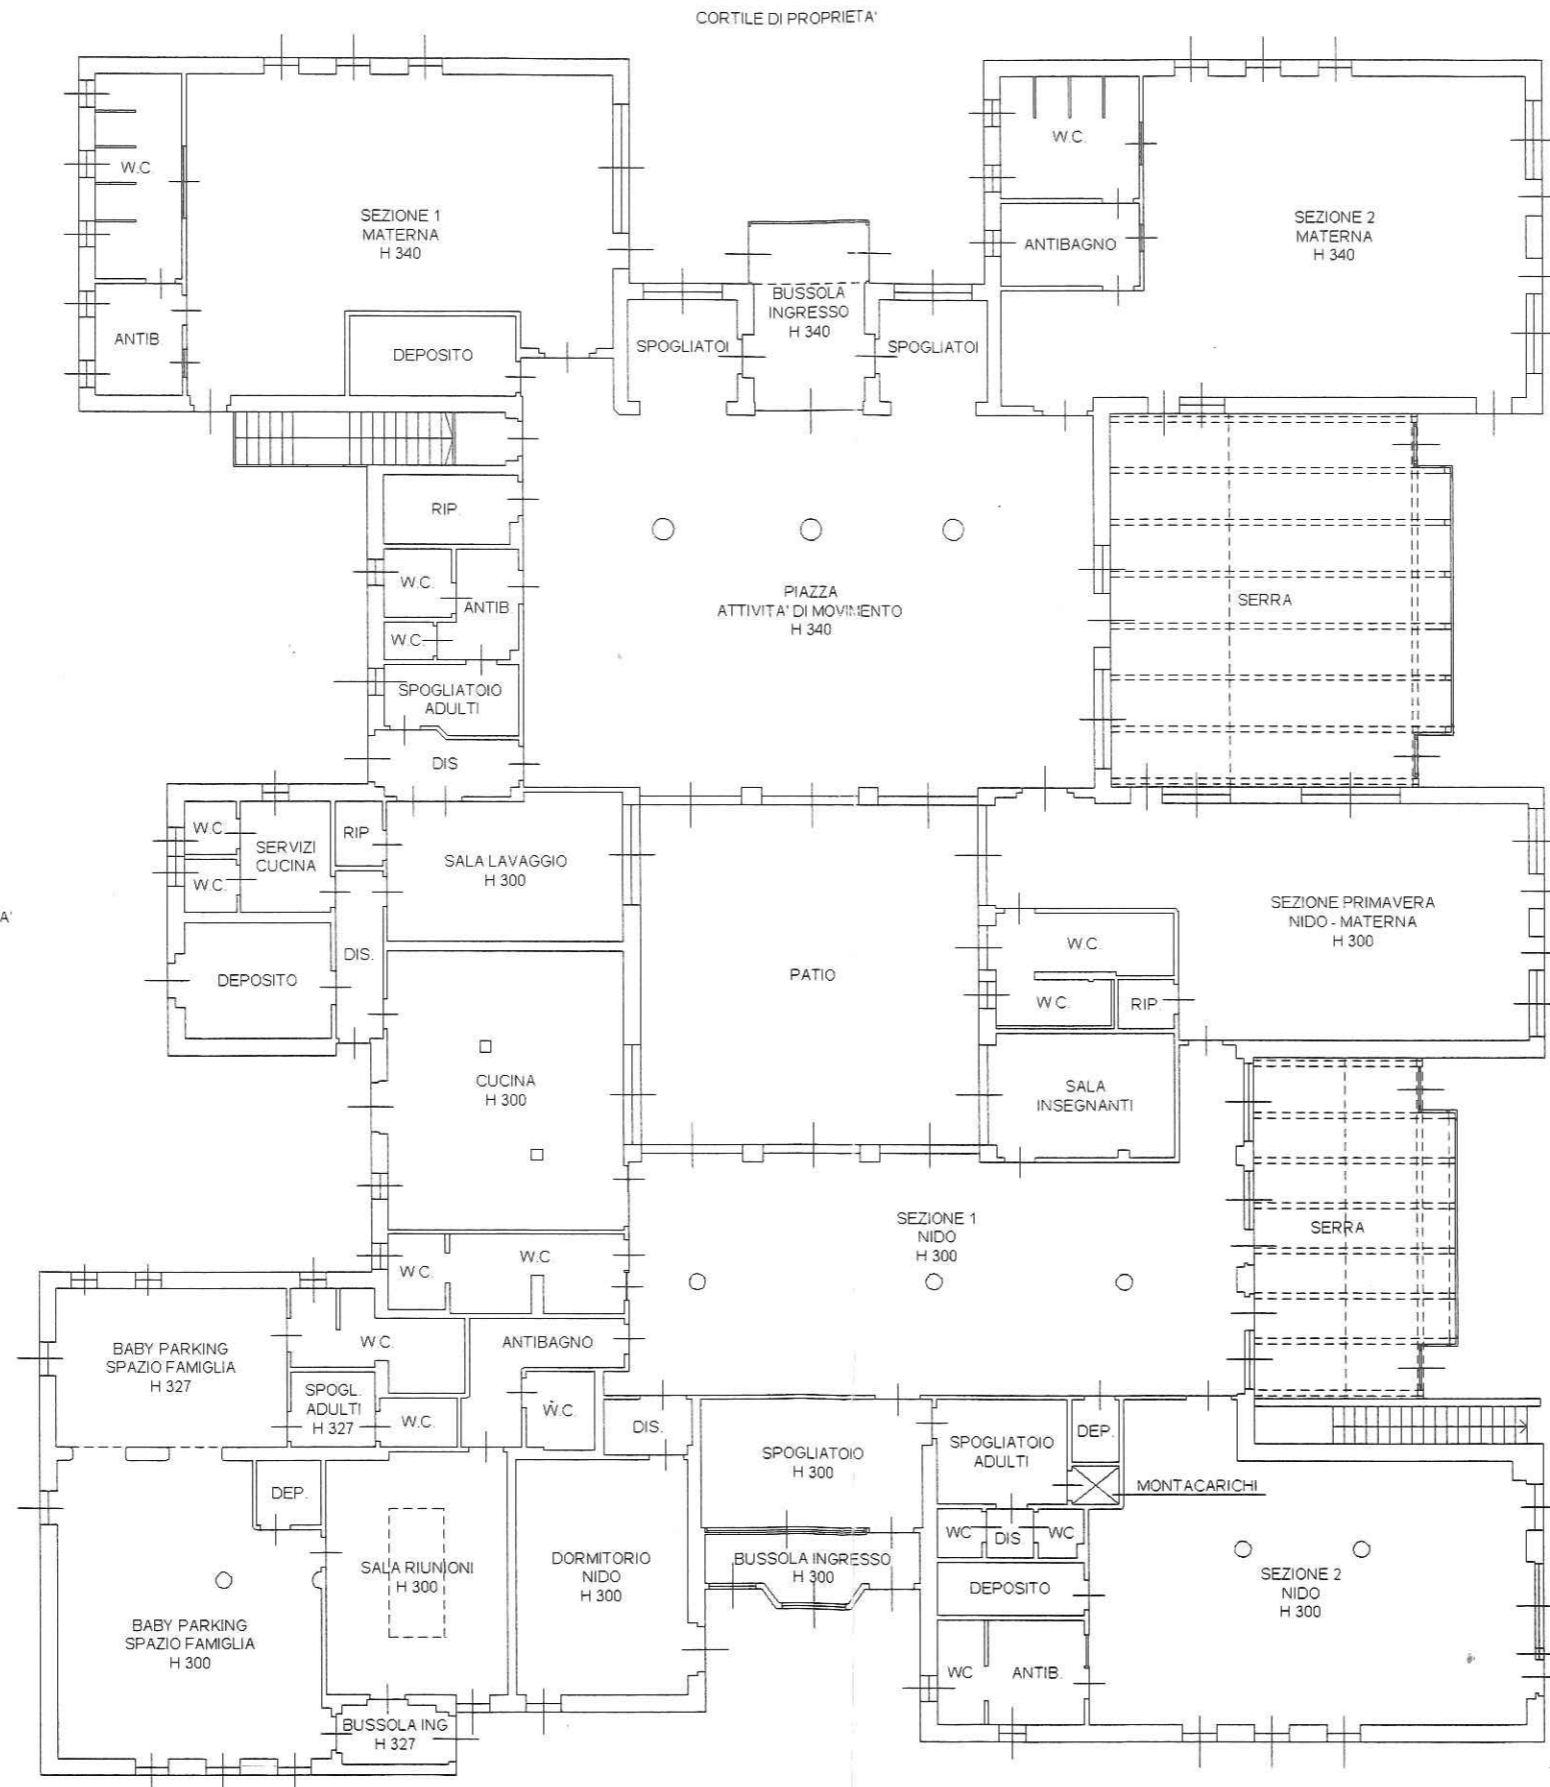 CORTILE DI PROPRIETA'
W.C.
SEZIONE 1
MATERNA
H 340
ANTIB
DEPOSITO
SPOGLIATOI
BUSSOLA
INGRESSO
H 340
SPOGLIATOI
W.C.
ANTIBAGNO
SEZIONE 2
MATERNA
H 340
RIP.
W.C.
ANTIB
W.C.
SPOGLIATOIO
ADULTI
DIS
PIAZZA
ATTIVITA' DI MOVIMENTO
H 340
SERRA
W.C.
W.C.
SERVIZI
CUCINA
RIP
SALA LAVAGGIO
H 300
A'
DEPOSITO
DIS.
PATIO
W.C.
W.C.
RIP.
SEZIONE PRIMAVERA
NIDO - MATERNA
H 300
CUCINA
H 300
SALA
INSEGNANTI
SEZIONE 1
NIDO
H 300
SERRA
W.C.
W.C
BABY PARKING
SPAZIO FAMIGLIA
H 327
W.C.
ANTIBAGNO
SPOGL.
ADULTI
H 327
W.C.
W.C.
DIS.
SPOGLIATOIO
H 300
SPOGLIATOIO
ADULTI
DEP.
MONTACARICHI
DEP.
SALA RIUNIONI
H 300
DORMITORIO
NIDO
H 300
BUSSOLA INGRESSO
H 300
WC
DIS
WC
DEPOSITO
SEZIONE 2
NIDO
H 300
BABY PARKING
SPAZIO FAMIGLIA
H 300
WC
ANTIB.
BUSSOLA ING
H 327